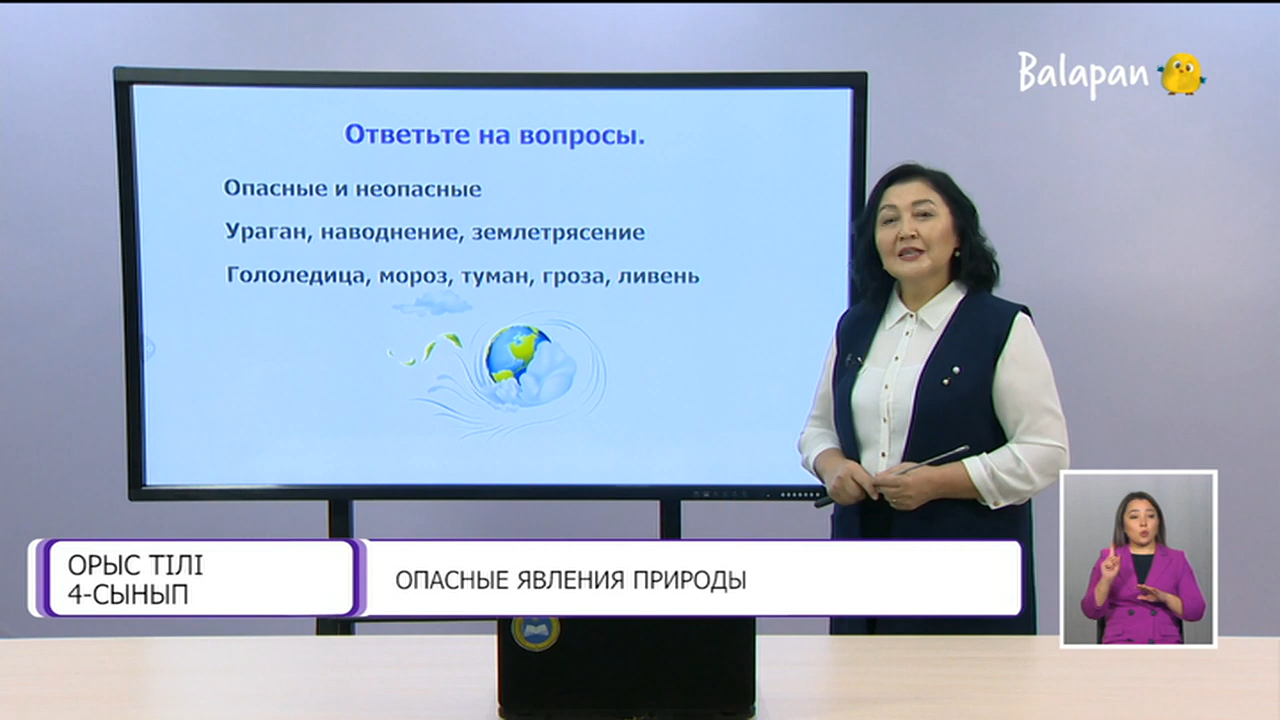 Balapan
Ответьте на вопросы.
Опасные и неопасные
Ураган, наводнение, землетрясение
Гололедица, мороз, туман, гроза, ливень
ОРЫС ТІЛІ
4-СЫНЫП
ОПАСНЫЕ ЯВЛЕНИЯ ПРИРОДЫ